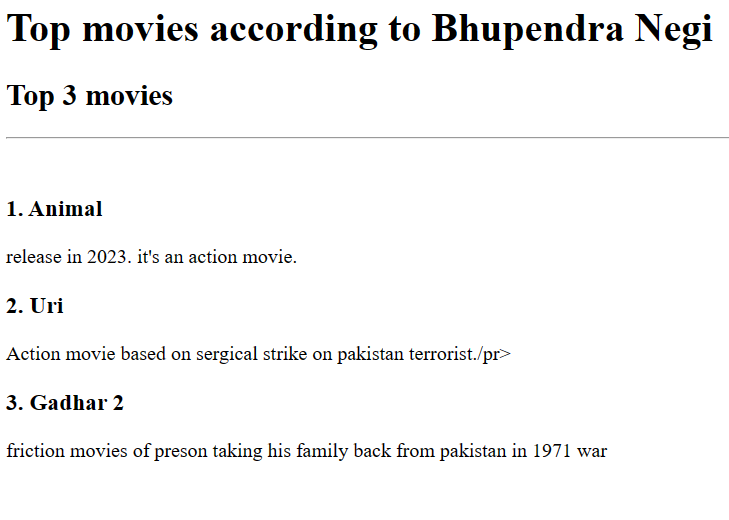 Top movies according to Bhupendra Negi
Top 3 movies
1. Animal
release in 2023. it's an action movie.
2. Uri
Action movie based on sergical strike on pakistan terrorist./pr>
3. Gadhar 2
friction movies of preson taking his family back from pakistan in 1971 war